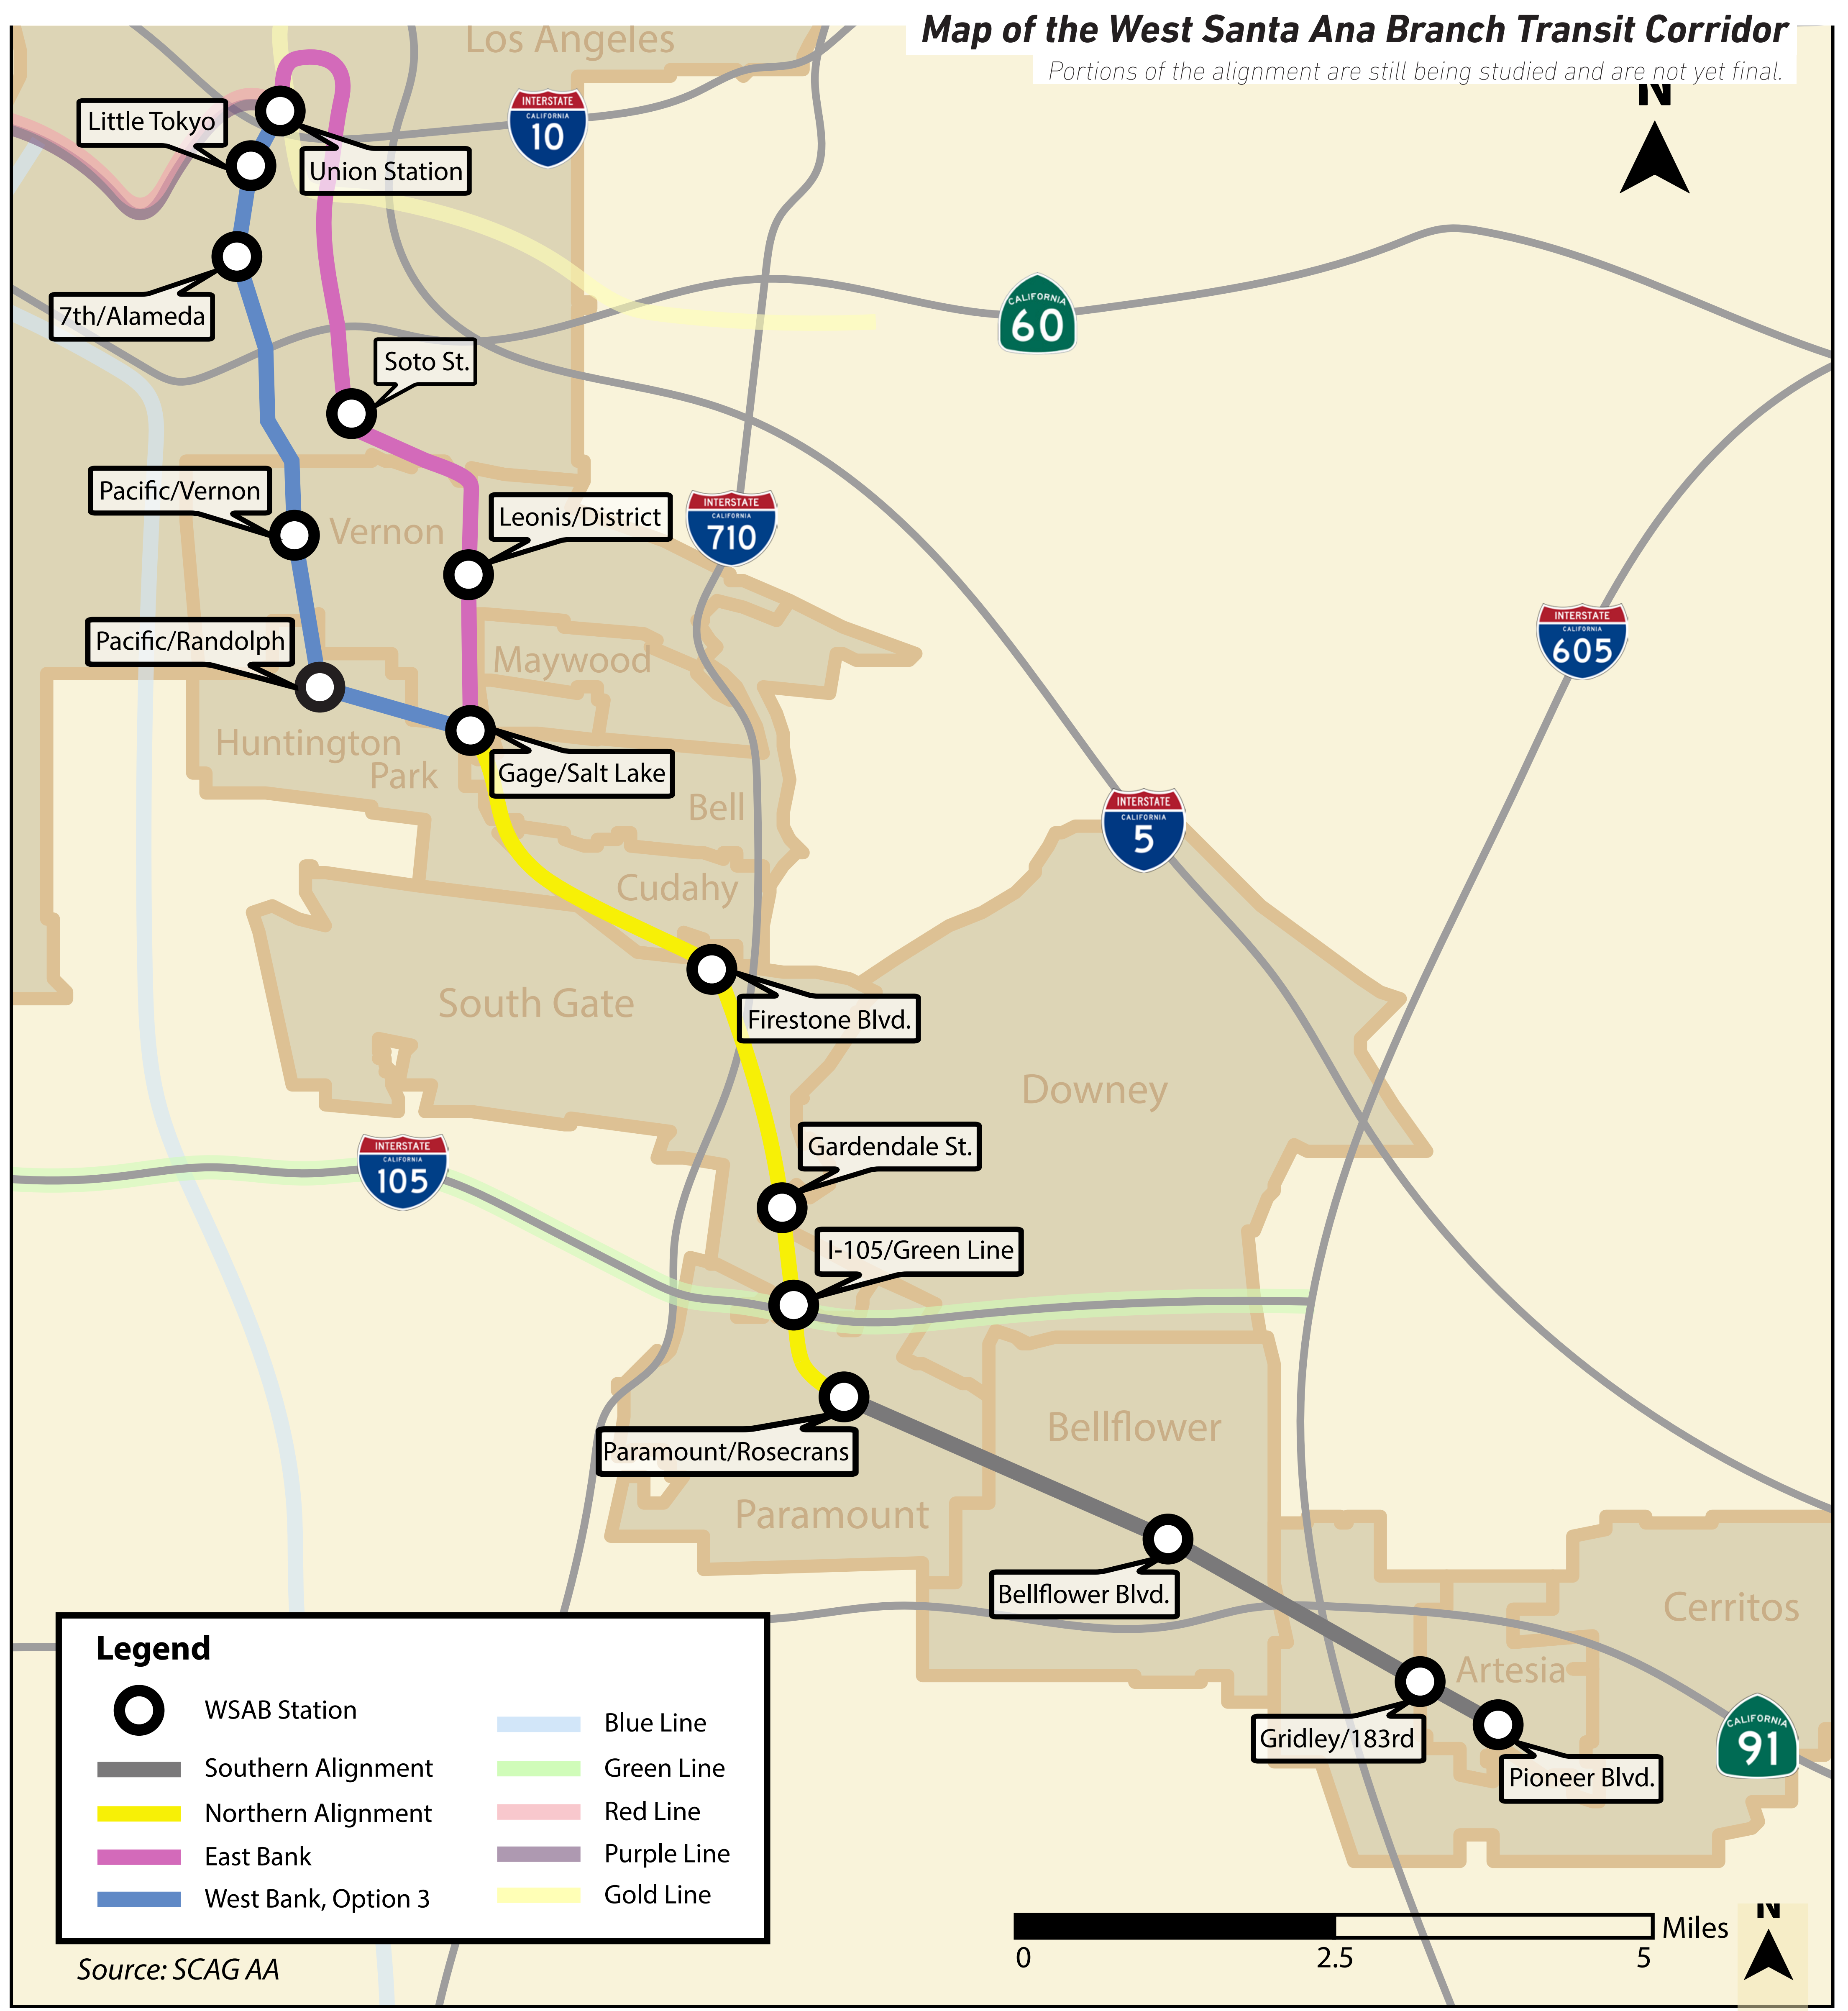 Map of the West Santa Ana Branch Transit Corridor
Portions of the alignment are still being studied and are not yet final.
N
Los Angeles
INTERSTATE
CALIFORNIA
10
Little Tokyo
Union Station
7th/Alameda
CALIFORNIA
60
Soto St.
Pacific/Vernon
Vernon
Leonis/District
INTERSTATE
CALIFORNIA
710
INTERSTATE
CALIFORNIA
605
Pacific/Randolph
Maywood
Huntington
Park
Gage/Salt Lake
Bell
INTERSTATE
CALIFORNIA
5
Cudahy
South Gate
Firestone Blvd.
Downey
Gardendale St.
INTERSTATE
CALIFORNIA
105
I-105/Green Line
Paramount/Rosecrans
Bellflower
Paramount
Bellflower Blvd.
Cerritos
Artesia
Gridley/183rd
Pioneer Blvd.
CALIFORNIA
91
Legend
WSAB Station
Southern Alignment
Northern Alignment
East Bank
West Bank, Option 3
Blue Line
Green Line
Red Line
Purple Line
Gold Line
Source: SCAG AA
Miles
0
2.5
5
N